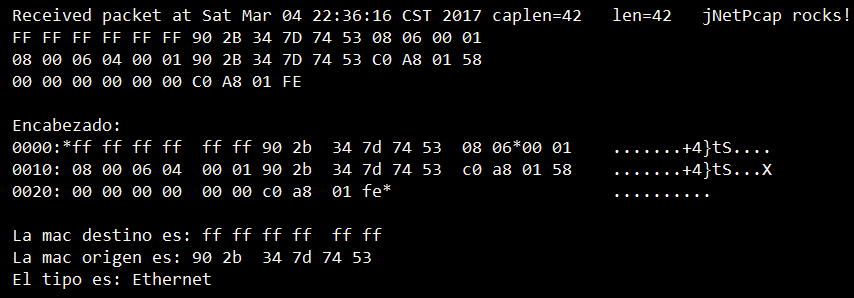 Received packet at Sat Mar 04 22:36:16 CST 2017 caplen=42   len=42   jNetPcap rocks!
FF FF FF FF FF FF 90 2B 34 7D 74 53 08 06 00 01
08 00 06 04 00 01 90 2B 34 7D 74 53 C0 A8 01 58
00 00 00 00 00 00 C0 A8 01 FE
Encabezado:
0000:*ff ff ff ff  ff ff 90 2b  34 7d 74 53  08 06*00 01    .......+4}tS....
0010: 08 00 06 04  00 01 90 2b  34 7d 74 53  c0 a8 01 58    .......+4}tS...X
0020: 00 00 00 00  00 00 c0 a8  01 fe*                      ..........
La mac destino es: ff ff ff ff  ff ff
La mac origen es: 90 2b  34 7d 74 53
El tipo es: Ethernet